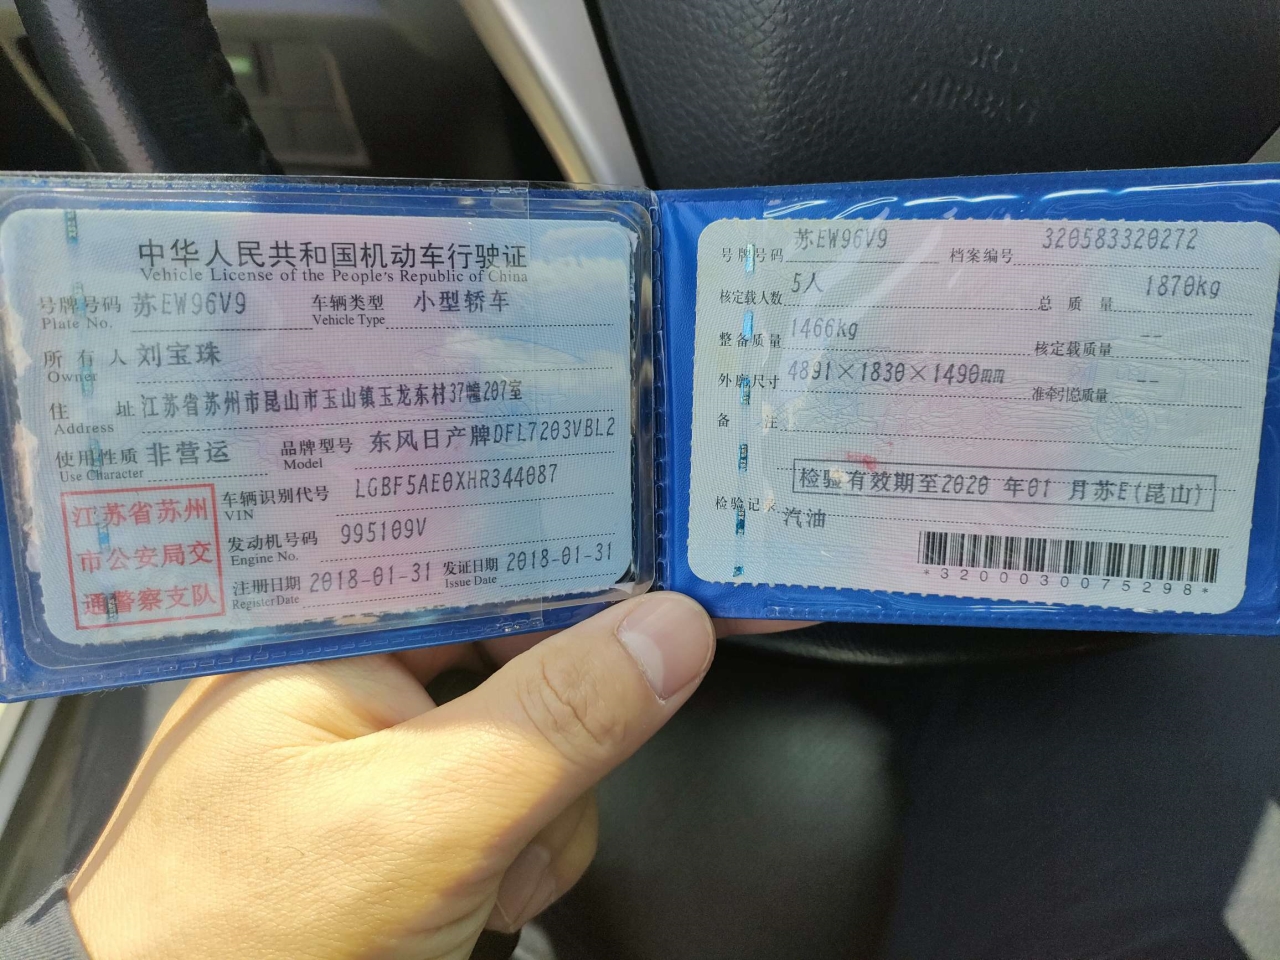 SRS
AIRBAG
中华人民共和国机动车行驶证
Vehicle License of the People's Republic of China
号牌号码 苏EW96V9 车辆类型 小型轿车
Plate No. Vehicle Type
所有人 刘宝珠
Owner
住址 江苏省苏州市昆山市玉山镇玉龙东村37幢207室
Address
使用性质 非营运 品牌型号 东风日产牌DFL7203VBL2
Use Character Model
车辆识别代号 LGBF5AE0XHR344087
VIN
发动机号码 995109V
Engine No.
注册日期 2018-01-31 发证日期 2018-01-31
Register Date Issue Date
江苏省苏州
市公安局交
通警察支队
号牌号码 苏EW96V9 档案编号 320583320272
核定载人数 5人 总质量 1870kg
整备质量 1466kg 核定载质量 --
外廓尺寸 4891×1830×1490mm 准牵引总质量 --
备注
检验有效期至2020 年01 月苏E(昆山)
检验记录
汽油
*3200030075298*